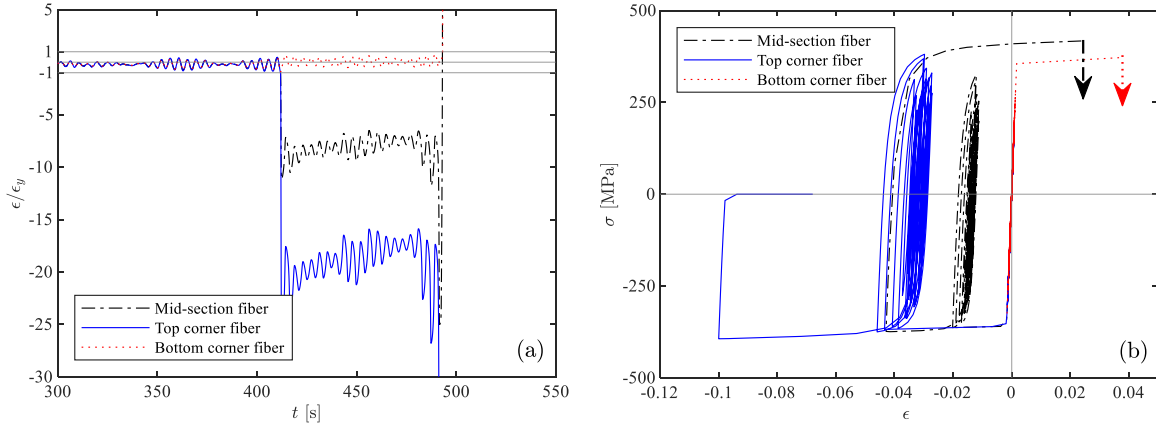 5
1
-1
-5
-10
-15
-20
-25
-30
ϵ/ϵy
Mid-section fiber
Top corner fiber
Bottom corner fiber
(a)
300 350 400 450 500 550
t [s]
500
250
0
-250
-500
σ [MPa]
Mid-section fiber
Top corner fiber
Bottom corner fiber
(b)
-0.12 -0.1 -0.08 -0.06 -0.04 -0.02 0 0.02 0.04
ϵ